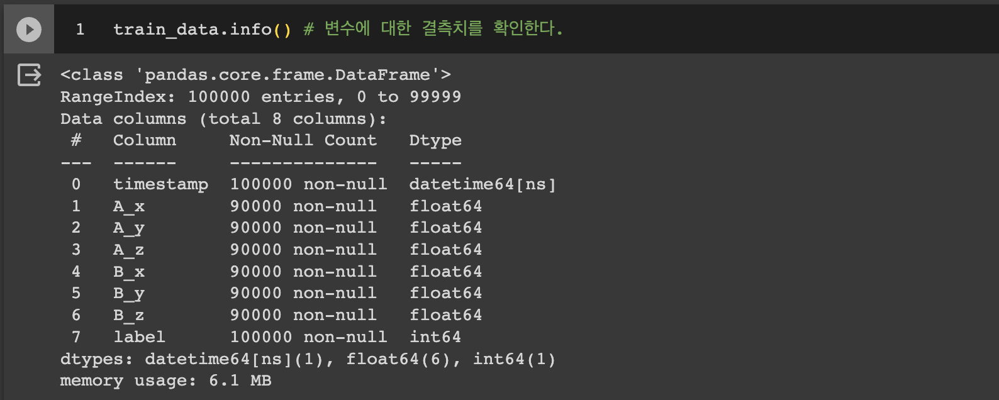 1 train_data.info() # 변수에 대한 결측치를 확인한다.
<class 'pandas.core.frame.DataFrame'>
RangeIndex: 100000 entries, 0 to 99999
Data columns (total 8 columns):
 #   Column     Non-Null Count   Dtype
---  ------     --------------   -----
 0   timestamp  100000 non-null  datetime64[ns]
 1   A_x        90000 non-null   float64
 2   A_y        90000 non-null   float64
 3   A_z        90000 non-null   float64
 4   B_x        90000 non-null   float64
 5   B_y        90000 non-null   float64
 6   B_z        90000 non-null   float64
 7   label      100000 non-null  int64
dtypes: datetime64[ns](1), float64(6), int64(1)
memory usage: 6.1 MB